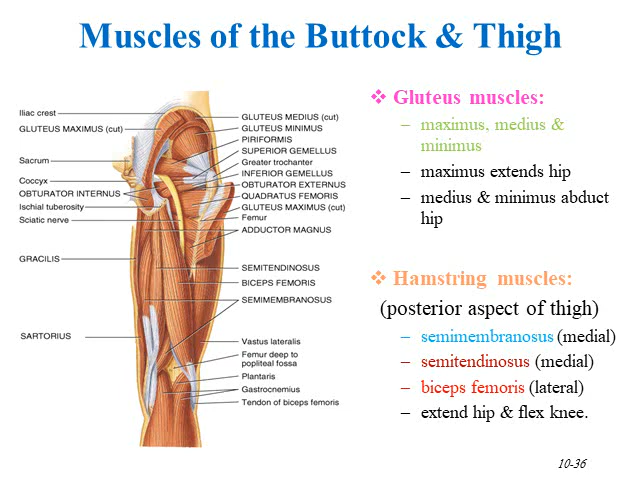 Muscles of the Buttock & Thigh
Iliac crest
GLUTEUS MAXIMUS (cut)
Sacrum
Coccyx
OBTURATOR INTERNUS
Ischial tuberosity
Sciatic nerve
GRACILIS
SARTORIUS
GLUTEUS MEDIUS (cut)
GLUTEUS MINIMUS
PIRIFORMIS
SUPERIOR GEMELLUS
Greater trochanter
INFERIOR GEMELLUS
OBTURATOR EXTERNUS
QUADRATUS FEMORIS
GLUTEUS MAXIMUS (cut)
Femur
ADDUCTOR MAGNUS
SEMITENDINOSUS
BICEPS FEMORIS
SEMIMEMBRANOSUS
Vastus lateralis
Femur deep to
popliteal fossa
Plantaris
Gastrocnemius
Tendon of biceps femoris
❖ Gluteus muscles:
– maximus, medius &
minimus
– maximus extends hip
– medius & minimus abduct
hip
❖ Hamstring muscles:
(posterior aspect of thigh)
– semimembranosus (medial)
– semitendinosus (medial)
– biceps femoris (lateral)
– extend hip & flex knee.
10-36